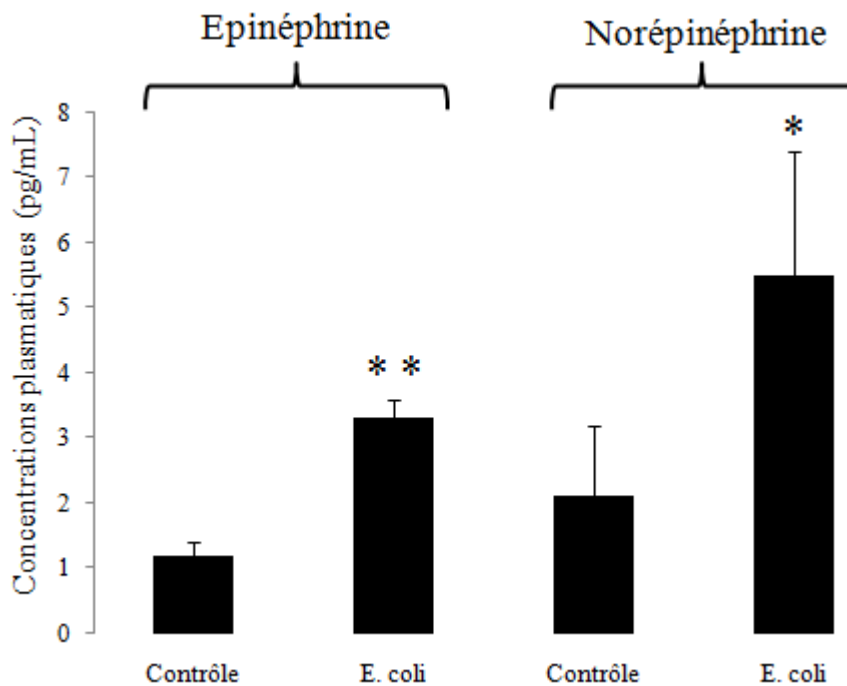 Epinéphrine
Norépinéphrine
Concentrations plasmatiques (pg/mL)
8
7
6
5
4
3
2
1
0
* *
*
Contrôle
E. coli
Contrôle
E. coli